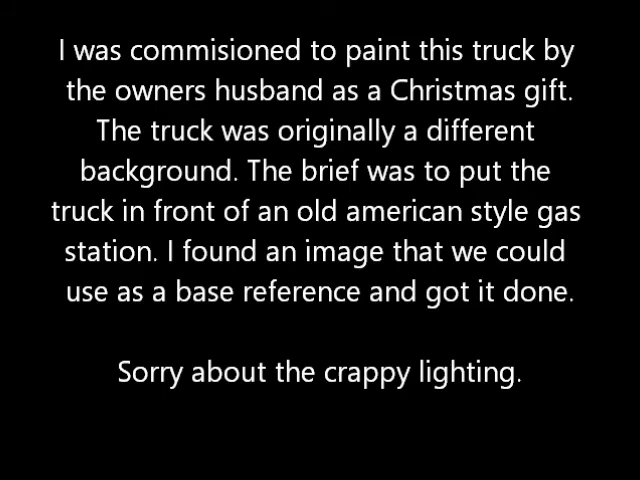 I was commisioned to paint this truck by
the owners husband as a Christmas gift.
The truck was originally a different
background. The brief was to put the
truck in front of an old american style gas
station. I found an image that we could
use as a base reference and got it done.
Sorry about the crappy lighting.